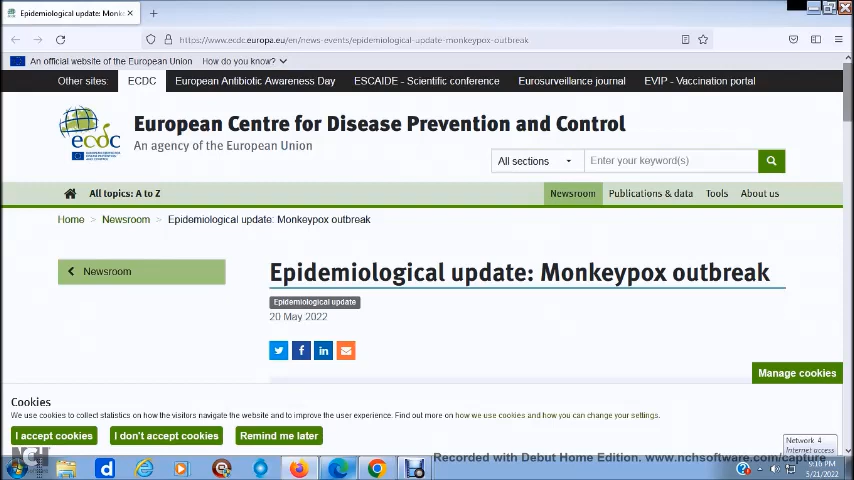 Epidemiological update: Monk
https://www.ecdc.europa.eu/en/news-events/epidemiological-update-monkeypox-outbreak
An official website of the European Union How do you know?
Other sites: ECDC European Antibiotic Awareness Day ESCAIDE - Scientific conference Eurosurveillance journal EVIP - Vaccination portal
ecdc
European Centre for Disease Prevention and Control
An agency of the European Union
All sections Enter your keyword(s)
All topics: A to Z Newsroom Publications & data Tools About us
Home > Newsroom > Epidemiological update: Monkeypox outbreak
Newsroom
Epidemiological update: Monkeypox outbreak
Epidemiological update
20 May 2022
Manage cookies
Cookies
We use cookies to collect statistics on how the visitors navigate the website and to improve the user experience. Find out more on how we use cookies and how you can change your settings.
I accept cookies I don't accept cookies Remind me later
Network 4
Internet access
NCH
Recorded with Debut Home Edition. www.nchsoftware.com/capture
9:16 PM
5/21/2022